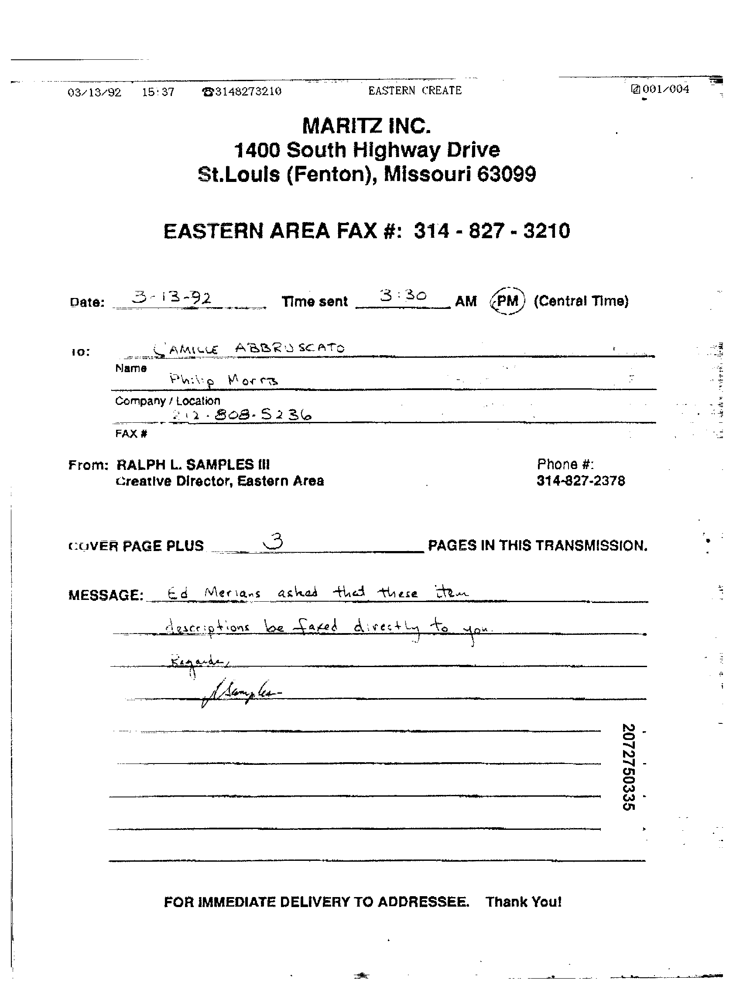 03/13/92 15:37 ☎3148273210 EASTERN CREATE 001/004
MARITZ INC.
1400 South Highway Drive
St.Louis (Fenton), Missouri 63099
EASTERN AREA FAX #: 314 - 827 - 3210
Date: 3-13-92 Time sent 3:30 AM PM (Central Time)
To: CAMILLE ABBRUSCATO
Name
Philip Morris
Company / Location
212-808-5236
FAX #
From: RALPH L. SAMPLES III Phone #:
Creative Director, Eastern Area 314-827-2378
COVER PAGE PLUS 3 PAGES IN THIS TRANSMISSION.
MESSAGE: Ed Merians asked that these item
descriptions be faxed directly to you.
Regards,
RSamples
2072750335
FOR IMMEDIATE DELIVERY TO ADDRESSEE. Thank You!